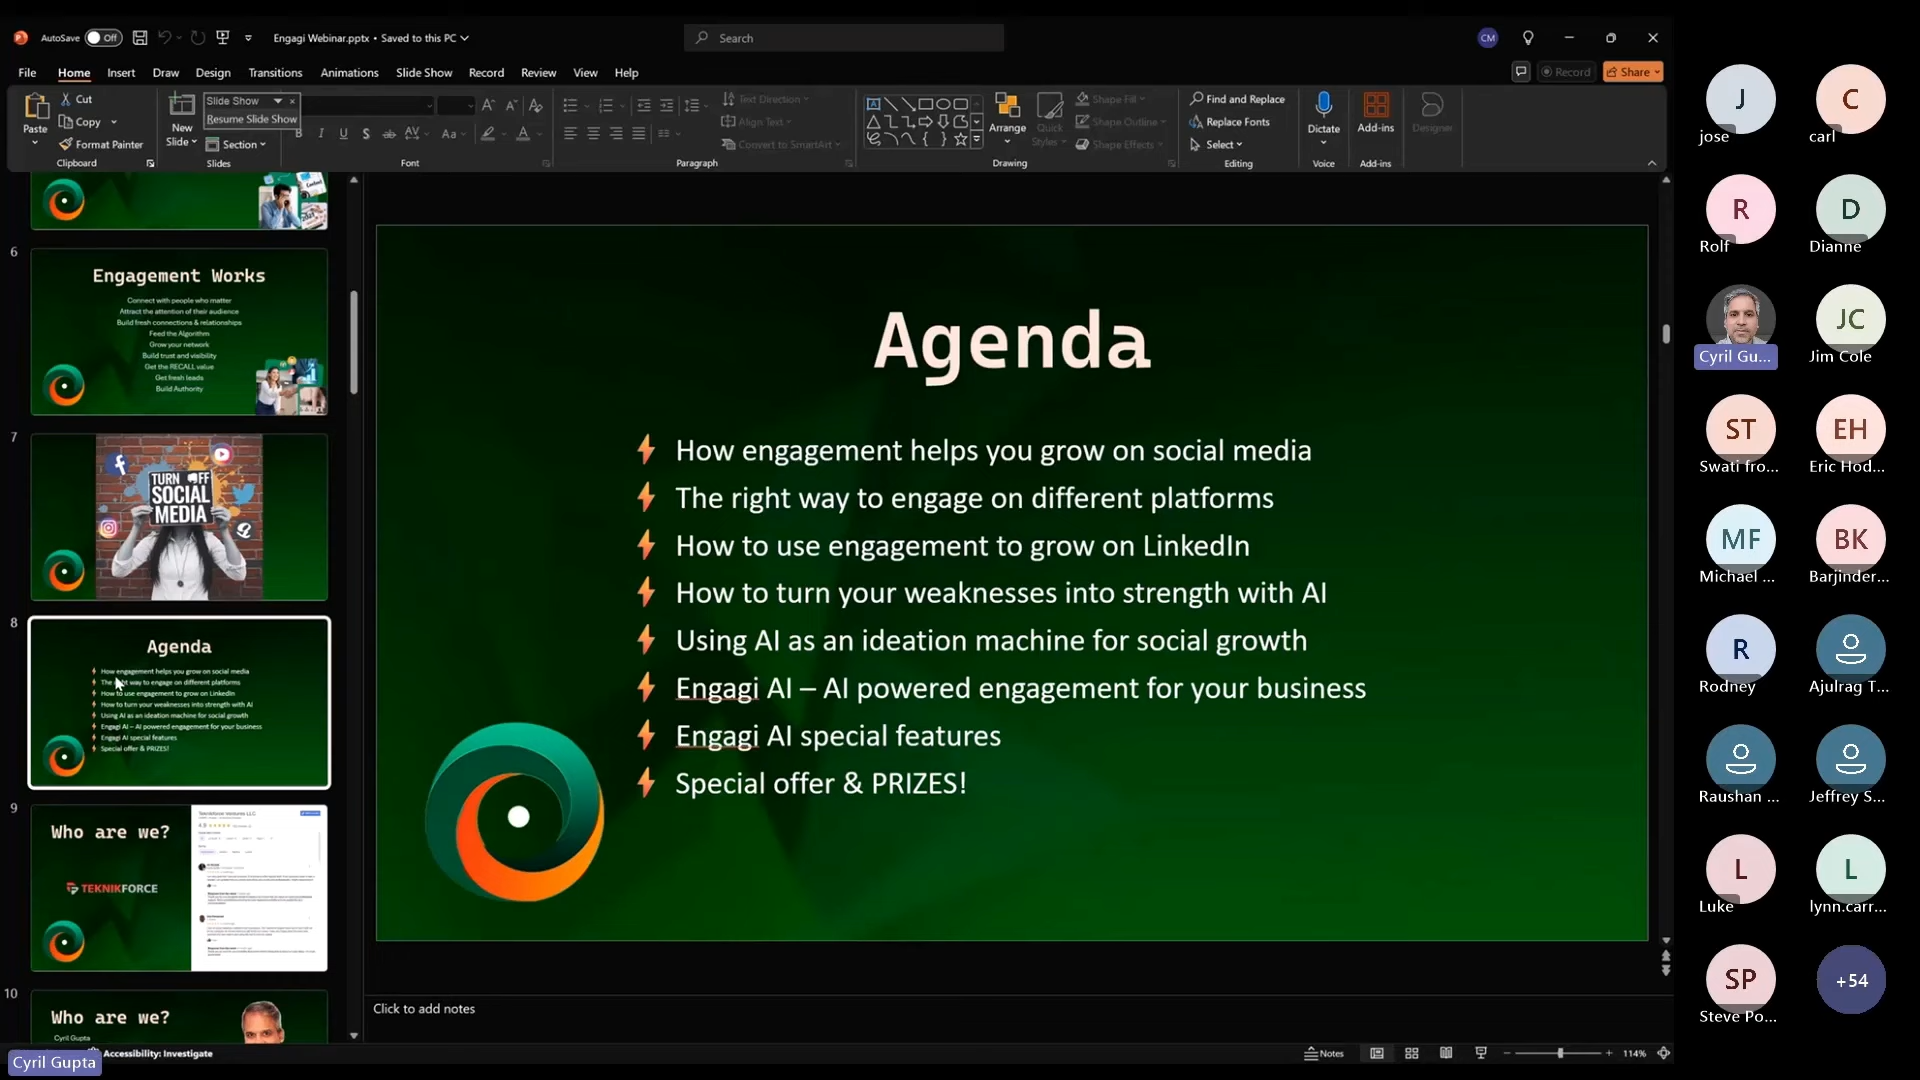 AutoSave Off Engagi Webinar.pptx • Saved to this PC Search CM
File Home Insert Draw Design Transitions Animations Slide Show Record Review View Help Record Share
Paste Cut
Copy
Format Painter
Clipboard
New
Slide
Slide Show
Resume Slide Show
Section
Slides
B I U S ab AV Aa A
Font
Text Direction
Align Text
Convert to SmartArt
Paragraph
Arrange
Quick
Styles
Shape Fill
Shape Outline
Shape Effects
Drawing
Find and Replace
Replace Fonts
Select
Editing
Dictate
Voice
Add-ins
Add-ins
Designer
6
Engagement Works
Connect with people who matter
Attract the attention of their audience
Build fresh connections & relationships
Feed the Algorithm
Grow your network
Build trust and visibility
Get the RECALL value
Get fresh leads
Build Authority
7
TURN OFF
SOCIAL
MEDIA
8
Agenda
How engagement helps you grow on social media
The right way to engage on different platforms
How to use engagement to grow on LinkedIn
How to turn your weaknesses into strength with AI
Using AI as an ideation machine for social growth
Engagi AI – AI powered engagement for your business
Engagi AI special features
Special offer & PRIZES!
9
Who are we?
TEKNIKFORCE
Teknikforce Ventures LLC
10
Who are we?
Cyril Gupta
Agenda
How engagement helps you grow on social media
The right way to engage on different platforms
How to use engagement to grow on LinkedIn
How to turn your weaknesses into strength with AI
Using AI as an ideation machine for social growth
Engagi AI – AI powered engagement for your business
Engagi AI special features
Special offer & PRIZES!
Click to add notes
Accessibility: Investigate
Notes
114%
Cyril Gupta
J C
jose carl
R D
Rolf Dianne
JC
Cyril Gu... Jim Cole
ST EH
Swati fro... Eric Hod...
MF BK
Michael ... Barjinder...
R
Rodney Ajulrag T...
Raushan ... Jeffrey S...
L L
Luke lynn.carr...
SP +54
Steve Po...